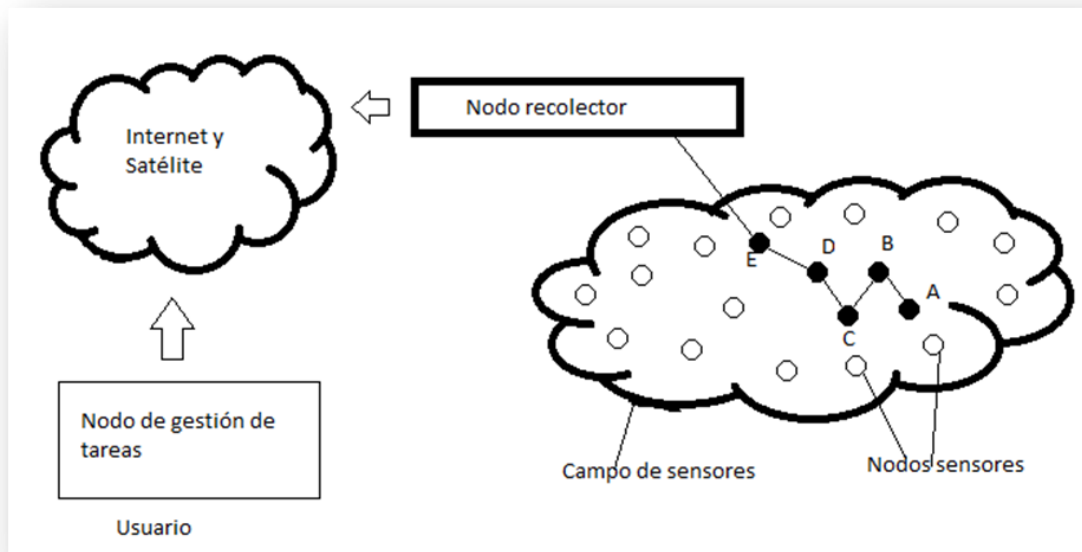 Nodo recolector
Internet y
Satélite
D
B
E
A
C
Nodo de gestión de
tareas
Campo de sensores
Nodos sensores
Usuario